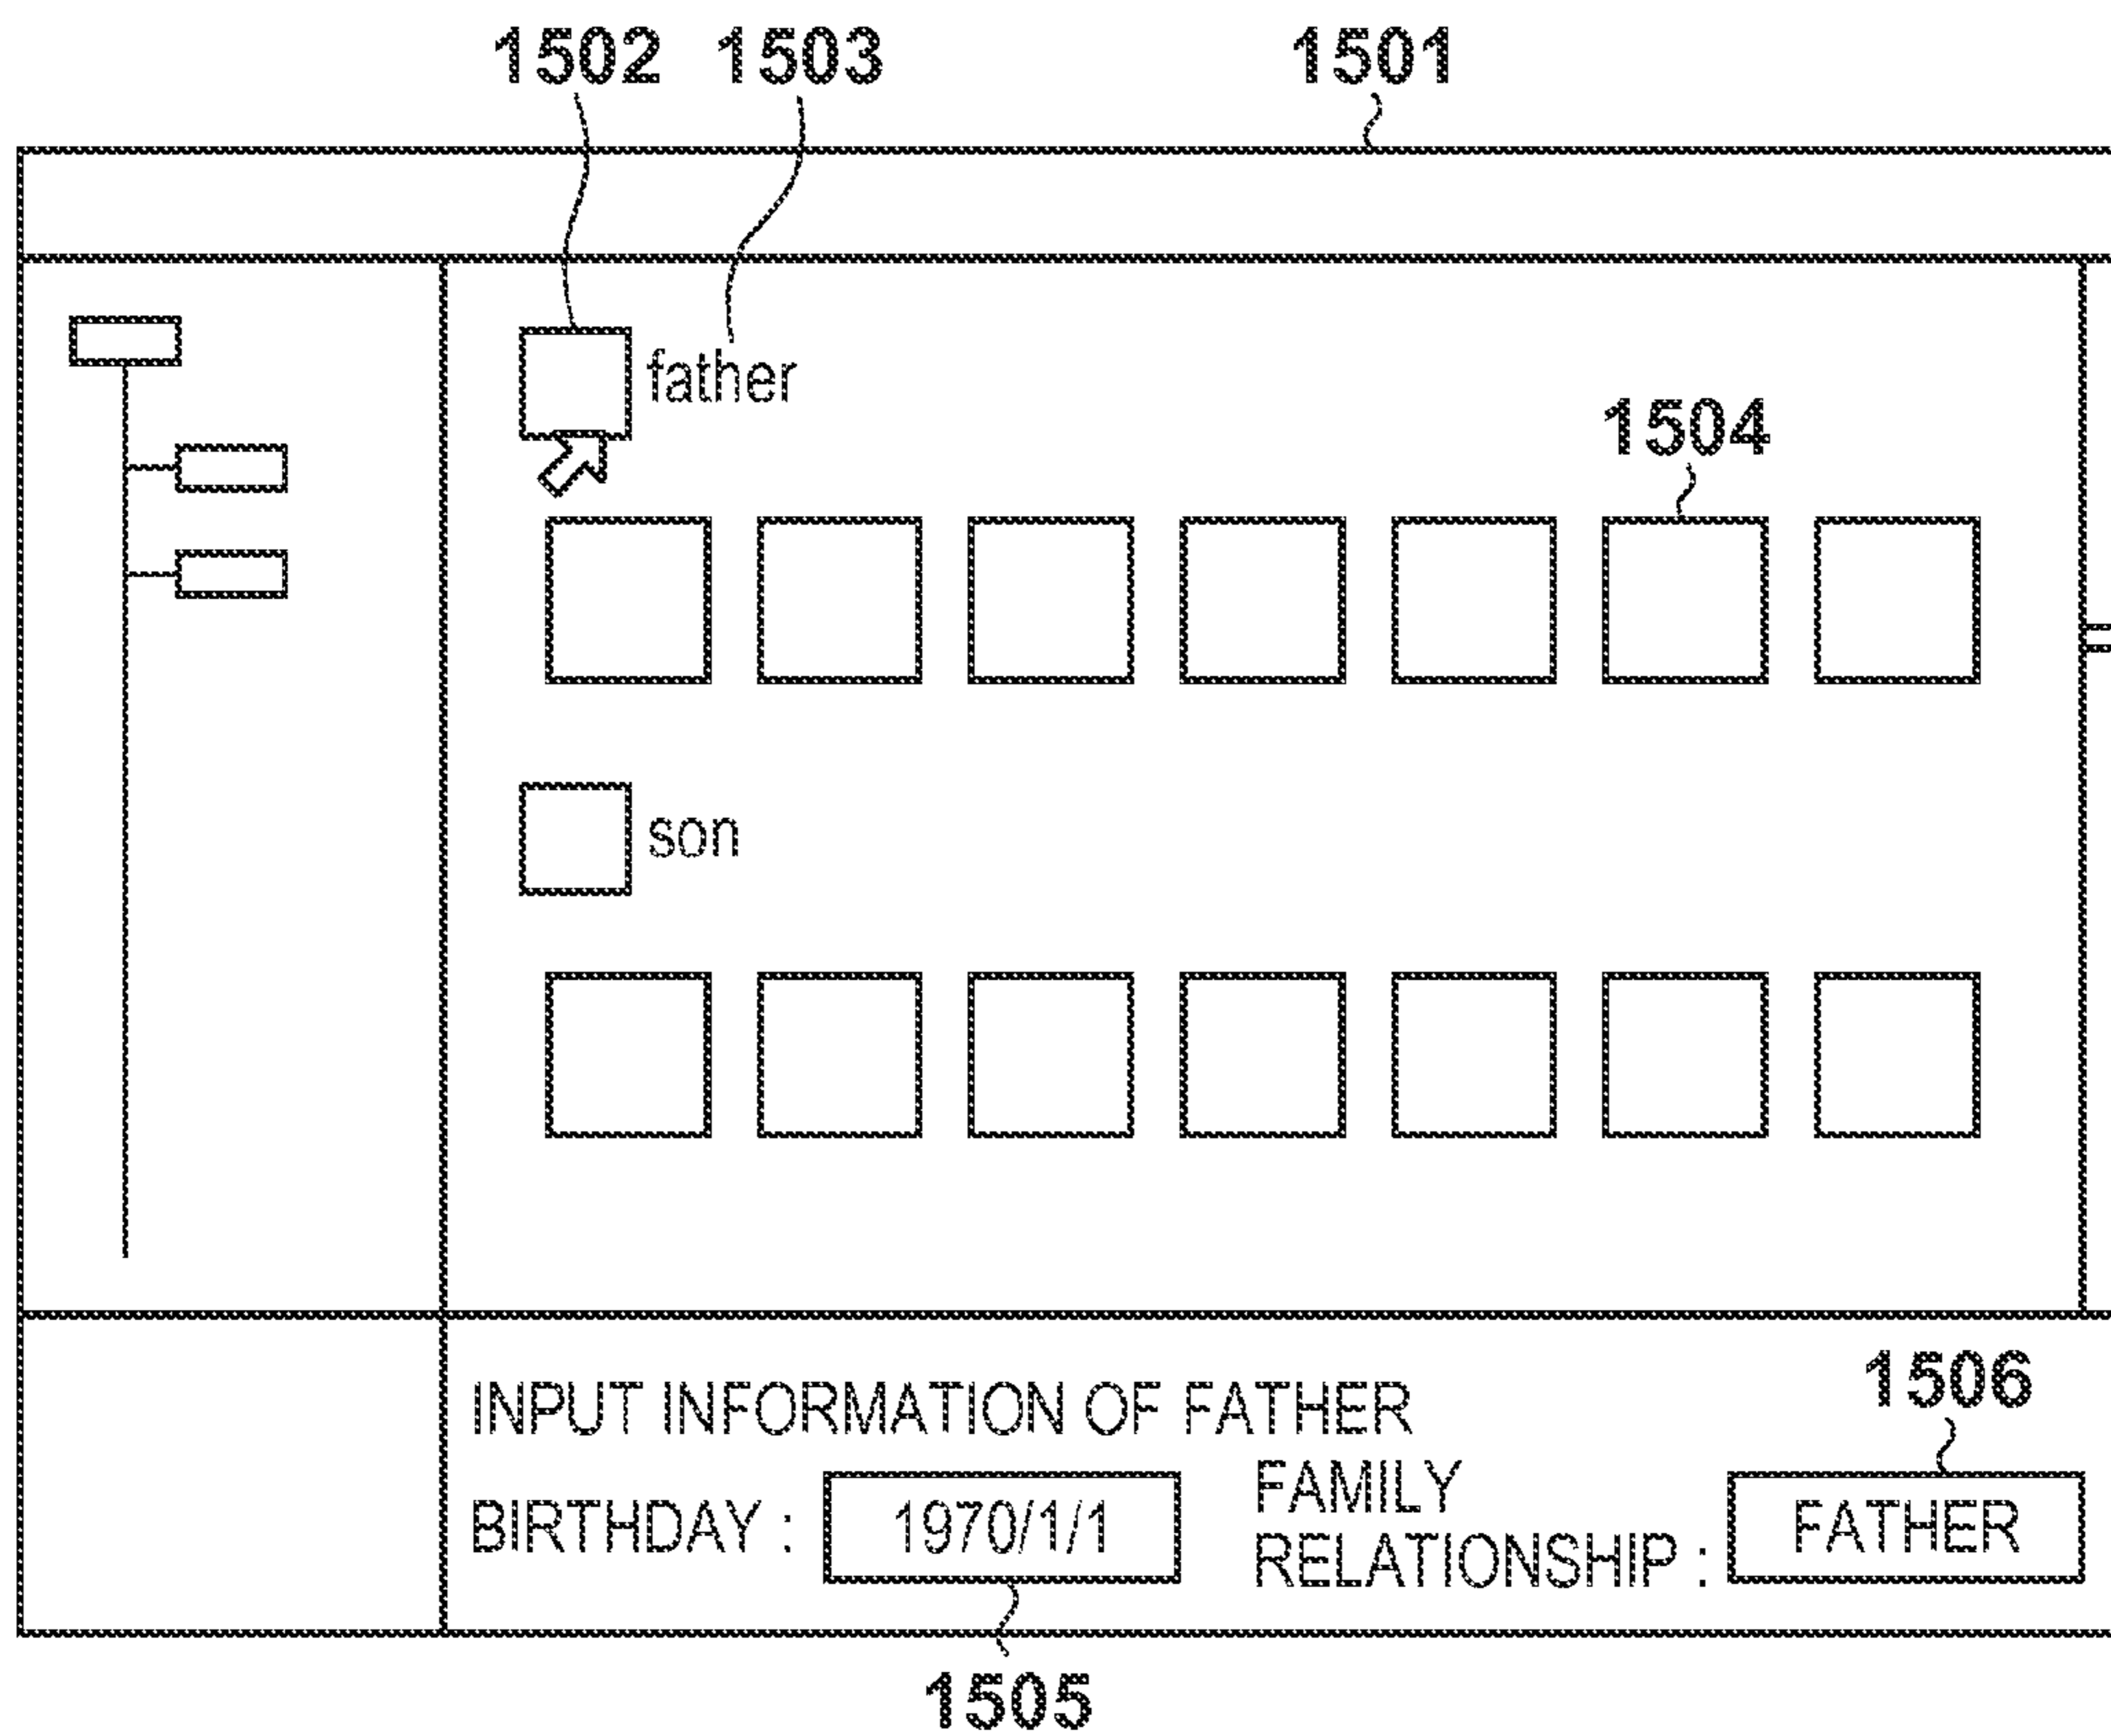 1502 1503 1501
father
1504
son
1506
INPUT INFORMATION OF FATHER
BIRTHDAY : 1970/1/1 FAMILY RELATIONSHIP : FATHER
1505